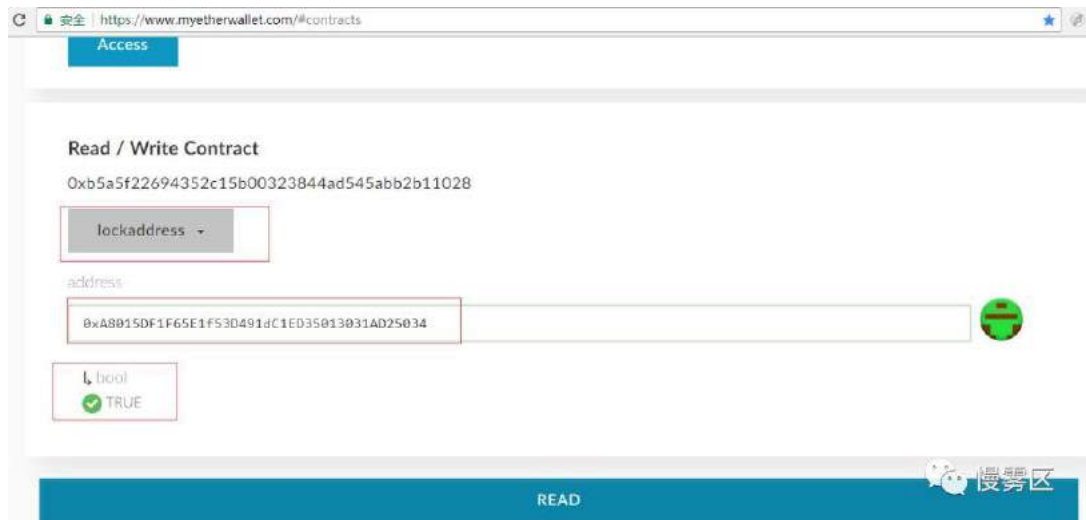 安全 | https://www.myetherwallet.com/#contracts
Access
Read / Write Contract
0xb5a5f22694352c15b00323844ad545abb2b11028
lockaddress
address
0xA8015DF1F65E1f53D491dC1ED35013031AD25034
bool
TRUE
慢雾区
READ